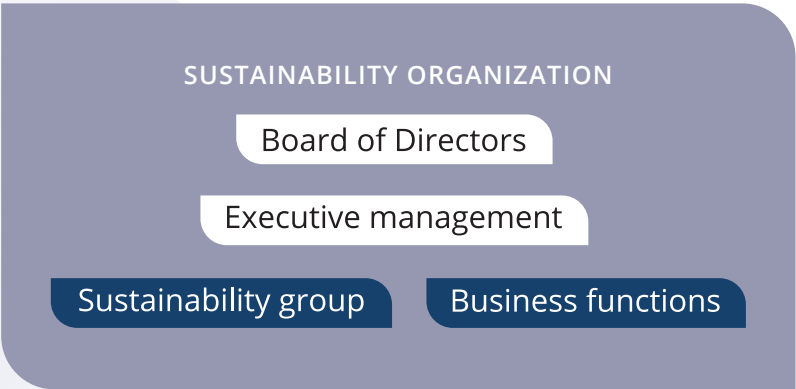 SUSTAINABILITY ORGANIZATION
Board of Directors
Executive management
Sustainability group
Business functions